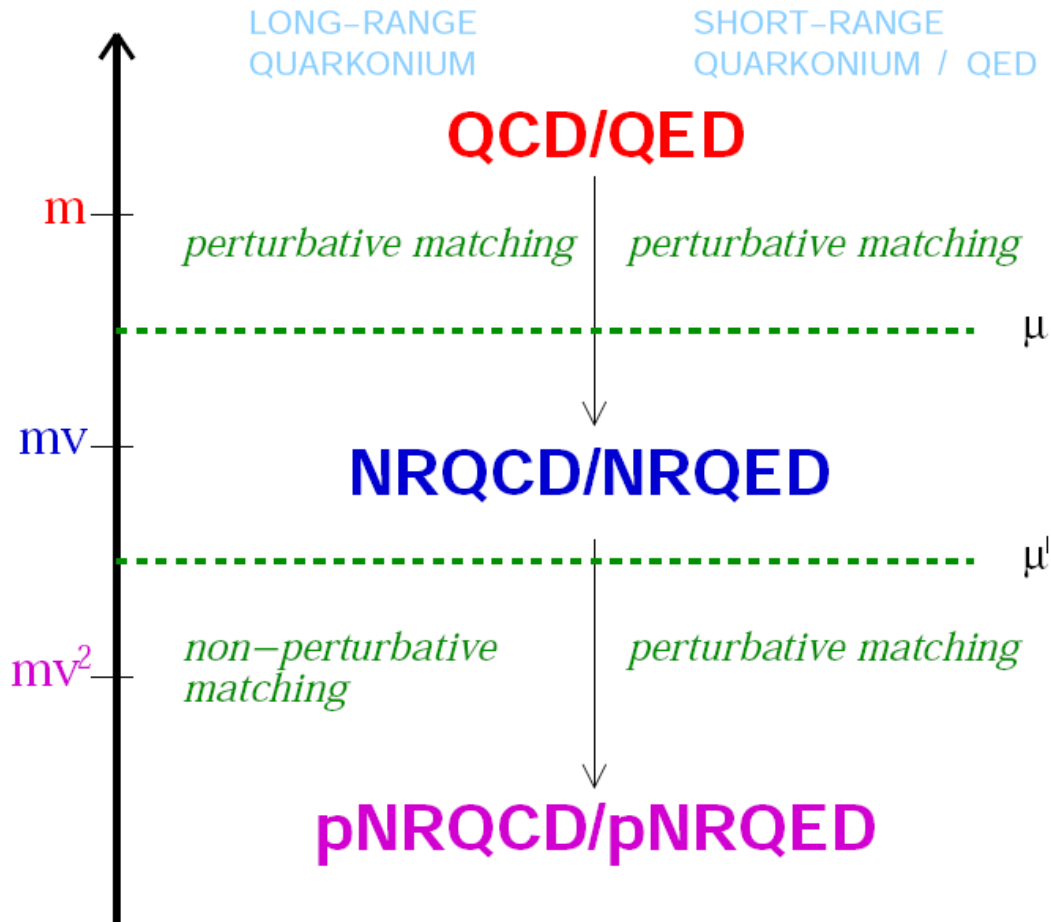 LONG–RANGE
QUARKONIUM
SHORT–RANGE
QUARKONIUM / QED
QCD/QED
m
perturbative matching
perturbative matching
μ
mv
NRQCD/NRQED
μ
mv²
non–perturbative
matching
perturbative matching
pNRQCD/pNRQED